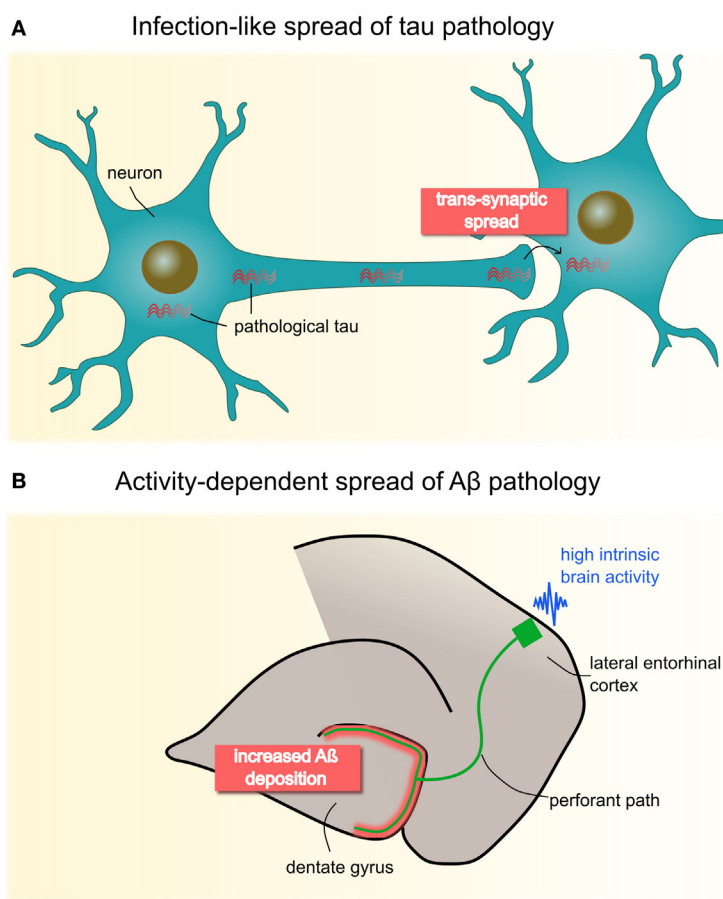 A
Infection-like spread of tau pathology
neuron
trans-synaptic
spread
pathological tau
B
Activity-dependent spread of Aβ pathology
high intrinsic
brain activity
lateral entorhinal
cortex
increased Aß
deposition
perforant path
dentate gyrus